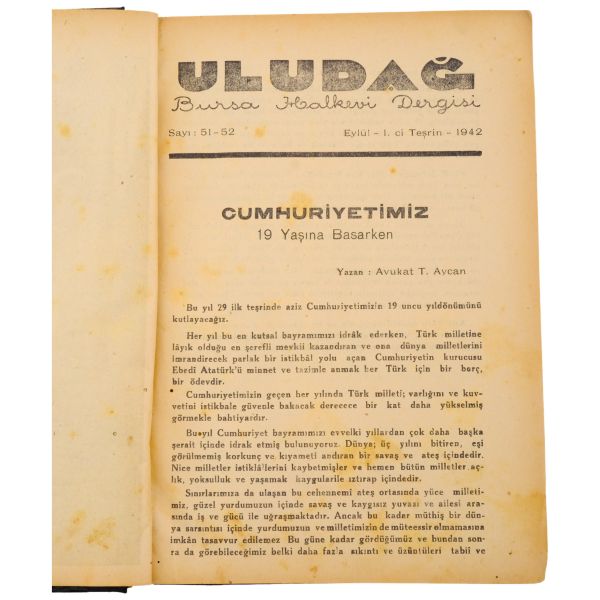 ULUDAĞ
Bursa Halkevi Dergisi
Sayı: 51-52 Eylül - 1. ci Teşrin - 1942
CUMHURİYETİMİZ
19 Yaşına Basarken
Yazan : Avukat T. Aycan
Bu yıl 29 ilk teşrinde aziz Cumhuriyetimizin 19 uncu yıldönümünü
kutlayacağız.
Her yıl bu en kutsal bayramımızı idrâk ederken, Türk milletine
lâyık olduğu en şerefli mevkii kazandıran ve ona dünya milletlerini
imrandirecek parlak bir istikbâl yolu açan Cumhuriyetin kurucusu
Ebedî Atatürk'ü minnet ve tazimle anmak her Türk için bir borç,
bir ödevdir.
Cumhuriyetimizin geçen her yılında Türk milleti; varlığını ve kuv-
vetini istikbale güvenle bakacak derecece bir kat daha yükselmiş
görmekle bahtiyardır.
Bu yıl Cumhuriyet bayramımızı evvelki yıllardan çok daha başka
şerait içinde idrak etmiş bulunuyoruz. Dünya; üç yılını bitiren, eşi
görülmemiş korkunç ve kıyameti andıran bir savaş ve ateş içindedir.
Nice milletler istiklâllerini kaybetmişler ve hemen bütün milletler aç-
lık, yoksulluk ve yaşamak kaygularile ıztırap içindedir.
Sınırlarımıza da ulaşan bu cehennemi ateş ortasında yüce milleti-
miz, güzel yurdumuzun içinde savaş ve kaygısız yuvası ve ailesi ara-
sında iş ve gücü ile uğraşmaktadır. Ancak bu kadar müthiş bir dün-
ya sarsıntısı içinde yurdumuzun ve milletimizin de müteessir olmamasına
imkân tasavvur edilemez Bu güne kadar gördüğümüz ve bundan son-
ra da görebileceğimiz belki daha fazla sıkıntı ve üzüntüleri tabiî ve